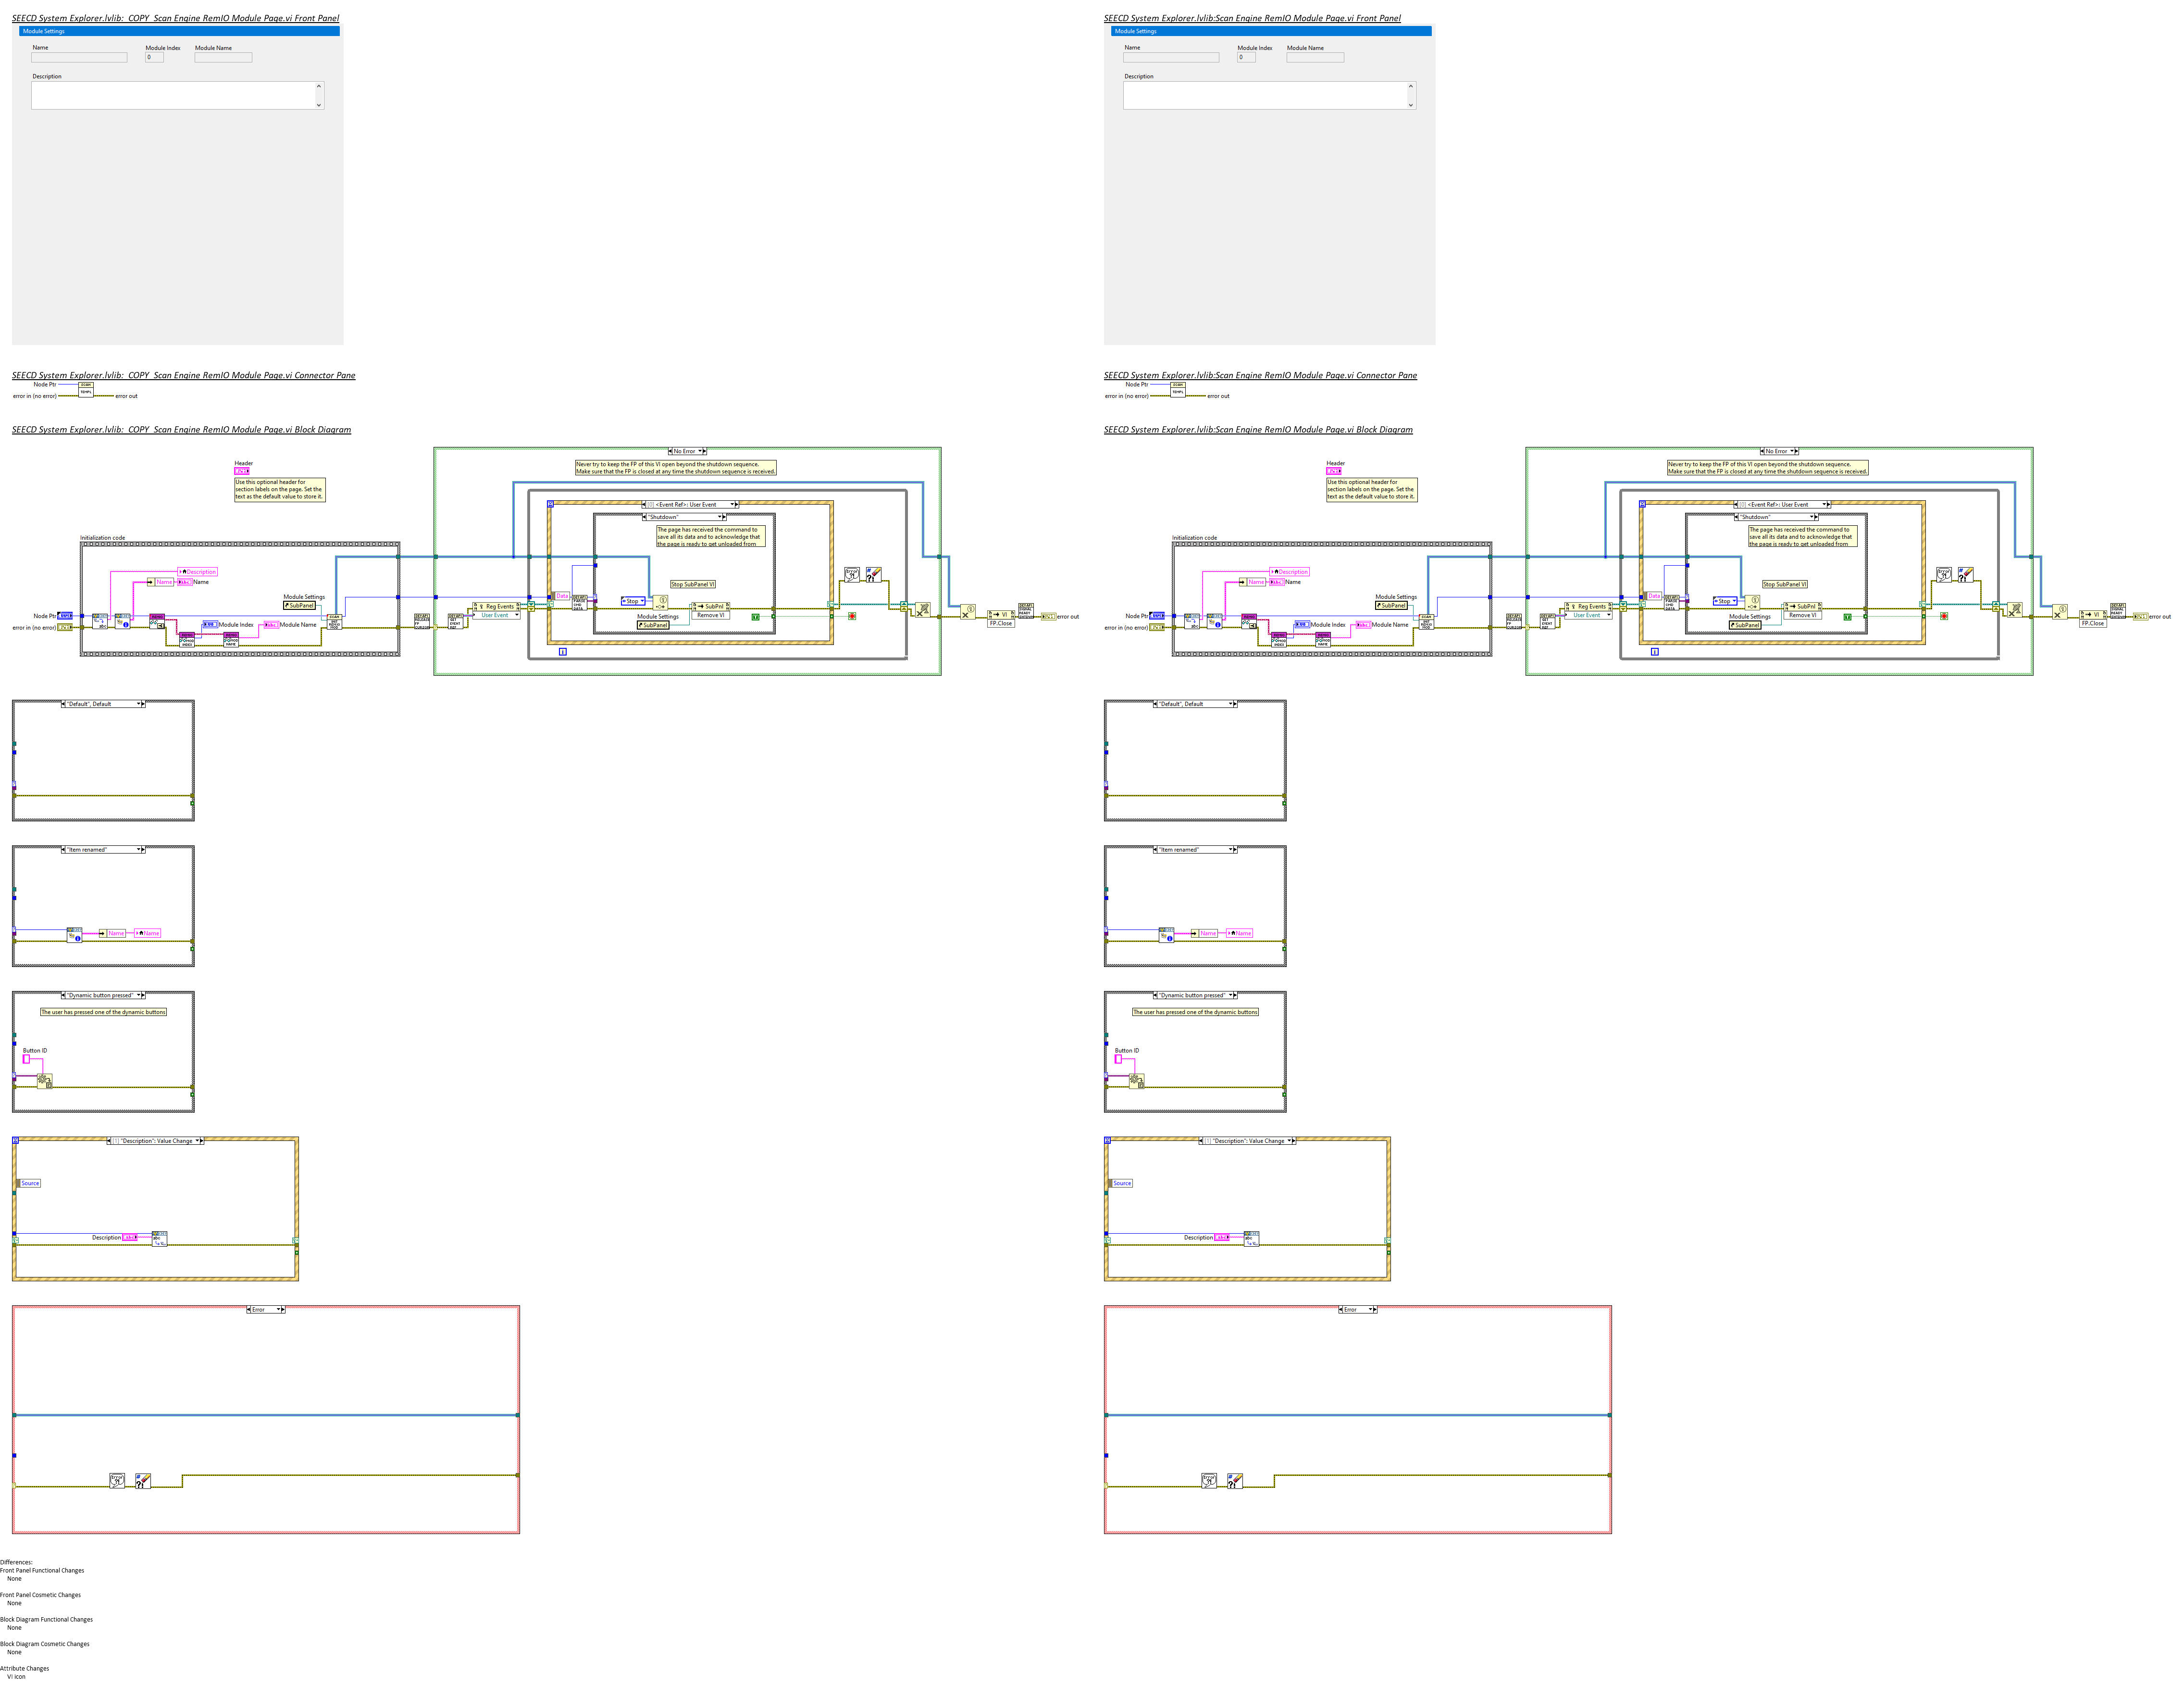 SEECD System Explorer.lvlib:_COPY_Scan Engine RemIO Module Page.vi Front Panel
Module Settings
Name
Module Index
Module Name
0
Description
SEECD System Explorer.lvlib:_COPY_Scan Engine RemIO Module Page.vi Connector Pane
Node Ptr
error in (no error)
error out
SEECD System Explorer.lvlib:_COPY_Scan Engine RemIO Module Page.vi Block Diagram
Header
Use this optional header for
section labels on the page. Set the
text as the default value to store it.
No Error
Never try to keep the FP of this VI open beyond the shutdown sequence.
Make sure that the FP is closed at any time the shutdown sequence is received.
[0] <Event Ref>: User Event
"Shutdown"
The page has received the command to
save all its data and to acknowledge that
the page is ready to get unloaded from
Initialization code
Description
Name
Name
Module Settings
SubPanel
Node Ptr
error in (no error)
Module Index
Module Name
Reg Events
User Event
Data
Stop
Stop SubPanel VI
SubPnl
Remove VI
Module Settings
SubPanel
VI
FP.Close
error out
"Default", Default
"Item renamed"
Name
Name
"Dynamic button pressed"
The user has pressed one of the dynamic buttons
Button ID
[1] "Description": Value Change
Source
Description
Error
Differences:
Front Panel Functional Changes
None
Front Panel Cosmetic Changes
None
Block Diagram Functional Changes
None
Block Diagram Cosmetic Changes
None
Attribute Changes
VI icon
SEECD System Explorer.lvlib:Scan Engine RemIO Module Page.vi Front Panel
Module Settings
Name
Module Index
Module Name
0
Description
SEECD System Explorer.lvlib:Scan Engine RemIO Module Page.vi Connector Pane
Node Ptr
error in (no error)
error out
SEECD System Explorer.lvlib:Scan Engine RemIO Module Page.vi Block Diagram
Header
Use this optional header for
section labels on the page. Set the
text as the default value to store it.
No Error
Never try to keep the FP of this VI open beyond the shutdown sequence.
Make sure that the FP is closed at any time the shutdown sequence is received.
[0] <Event Ref>: User Event
"Shutdown"
The page has received the command to
save all its data and to acknowledge that
the page is ready to get unloaded from
Initialization code
Description
Name
Name
Module Settings
SubPanel
Node Ptr
error in (no error)
Module Index
Module Name
Reg Events
User Event
Data
Stop
Stop SubPanel VI
SubPnl
Remove VI
Module Settings
SubPanel
VI
FP.Close
error out
"Default", Default
"Item renamed"
Name
Name
"Dynamic button pressed"
The user has pressed one of the dynamic buttons
Button ID
[1] "Description": Value Change
Source
Description
Error